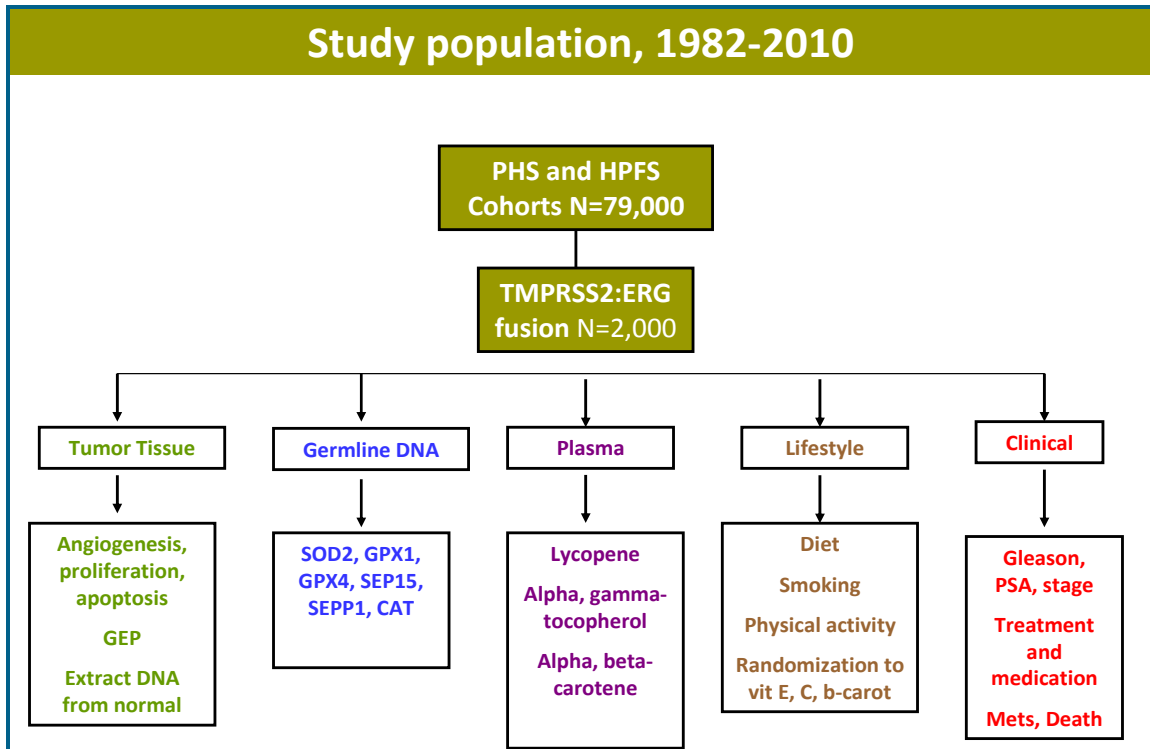 Study population, 1982-2010
PHS and HPFS
Cohorts N=79,000
TMPRSS2:ERG
fusion N=2,000
Tumor Tissue
Germline DNA
Plasma
Lifestyle
Clinical
Angiogenesis,
proliferation,
apoptosis
GEP
Extract DNA
from normal
SOD2, GPX1,
GPX4, SEP15,
SEPP1, CAT
Lycopene
Alpha, gamma-
tocopherol
Alpha, beta-
carotene
Diet
Smoking
Physical activity
Randomization to
vit E, C, b-carot
Gleason,
PSA, stage
Treatment
and
medication
Mets, Death